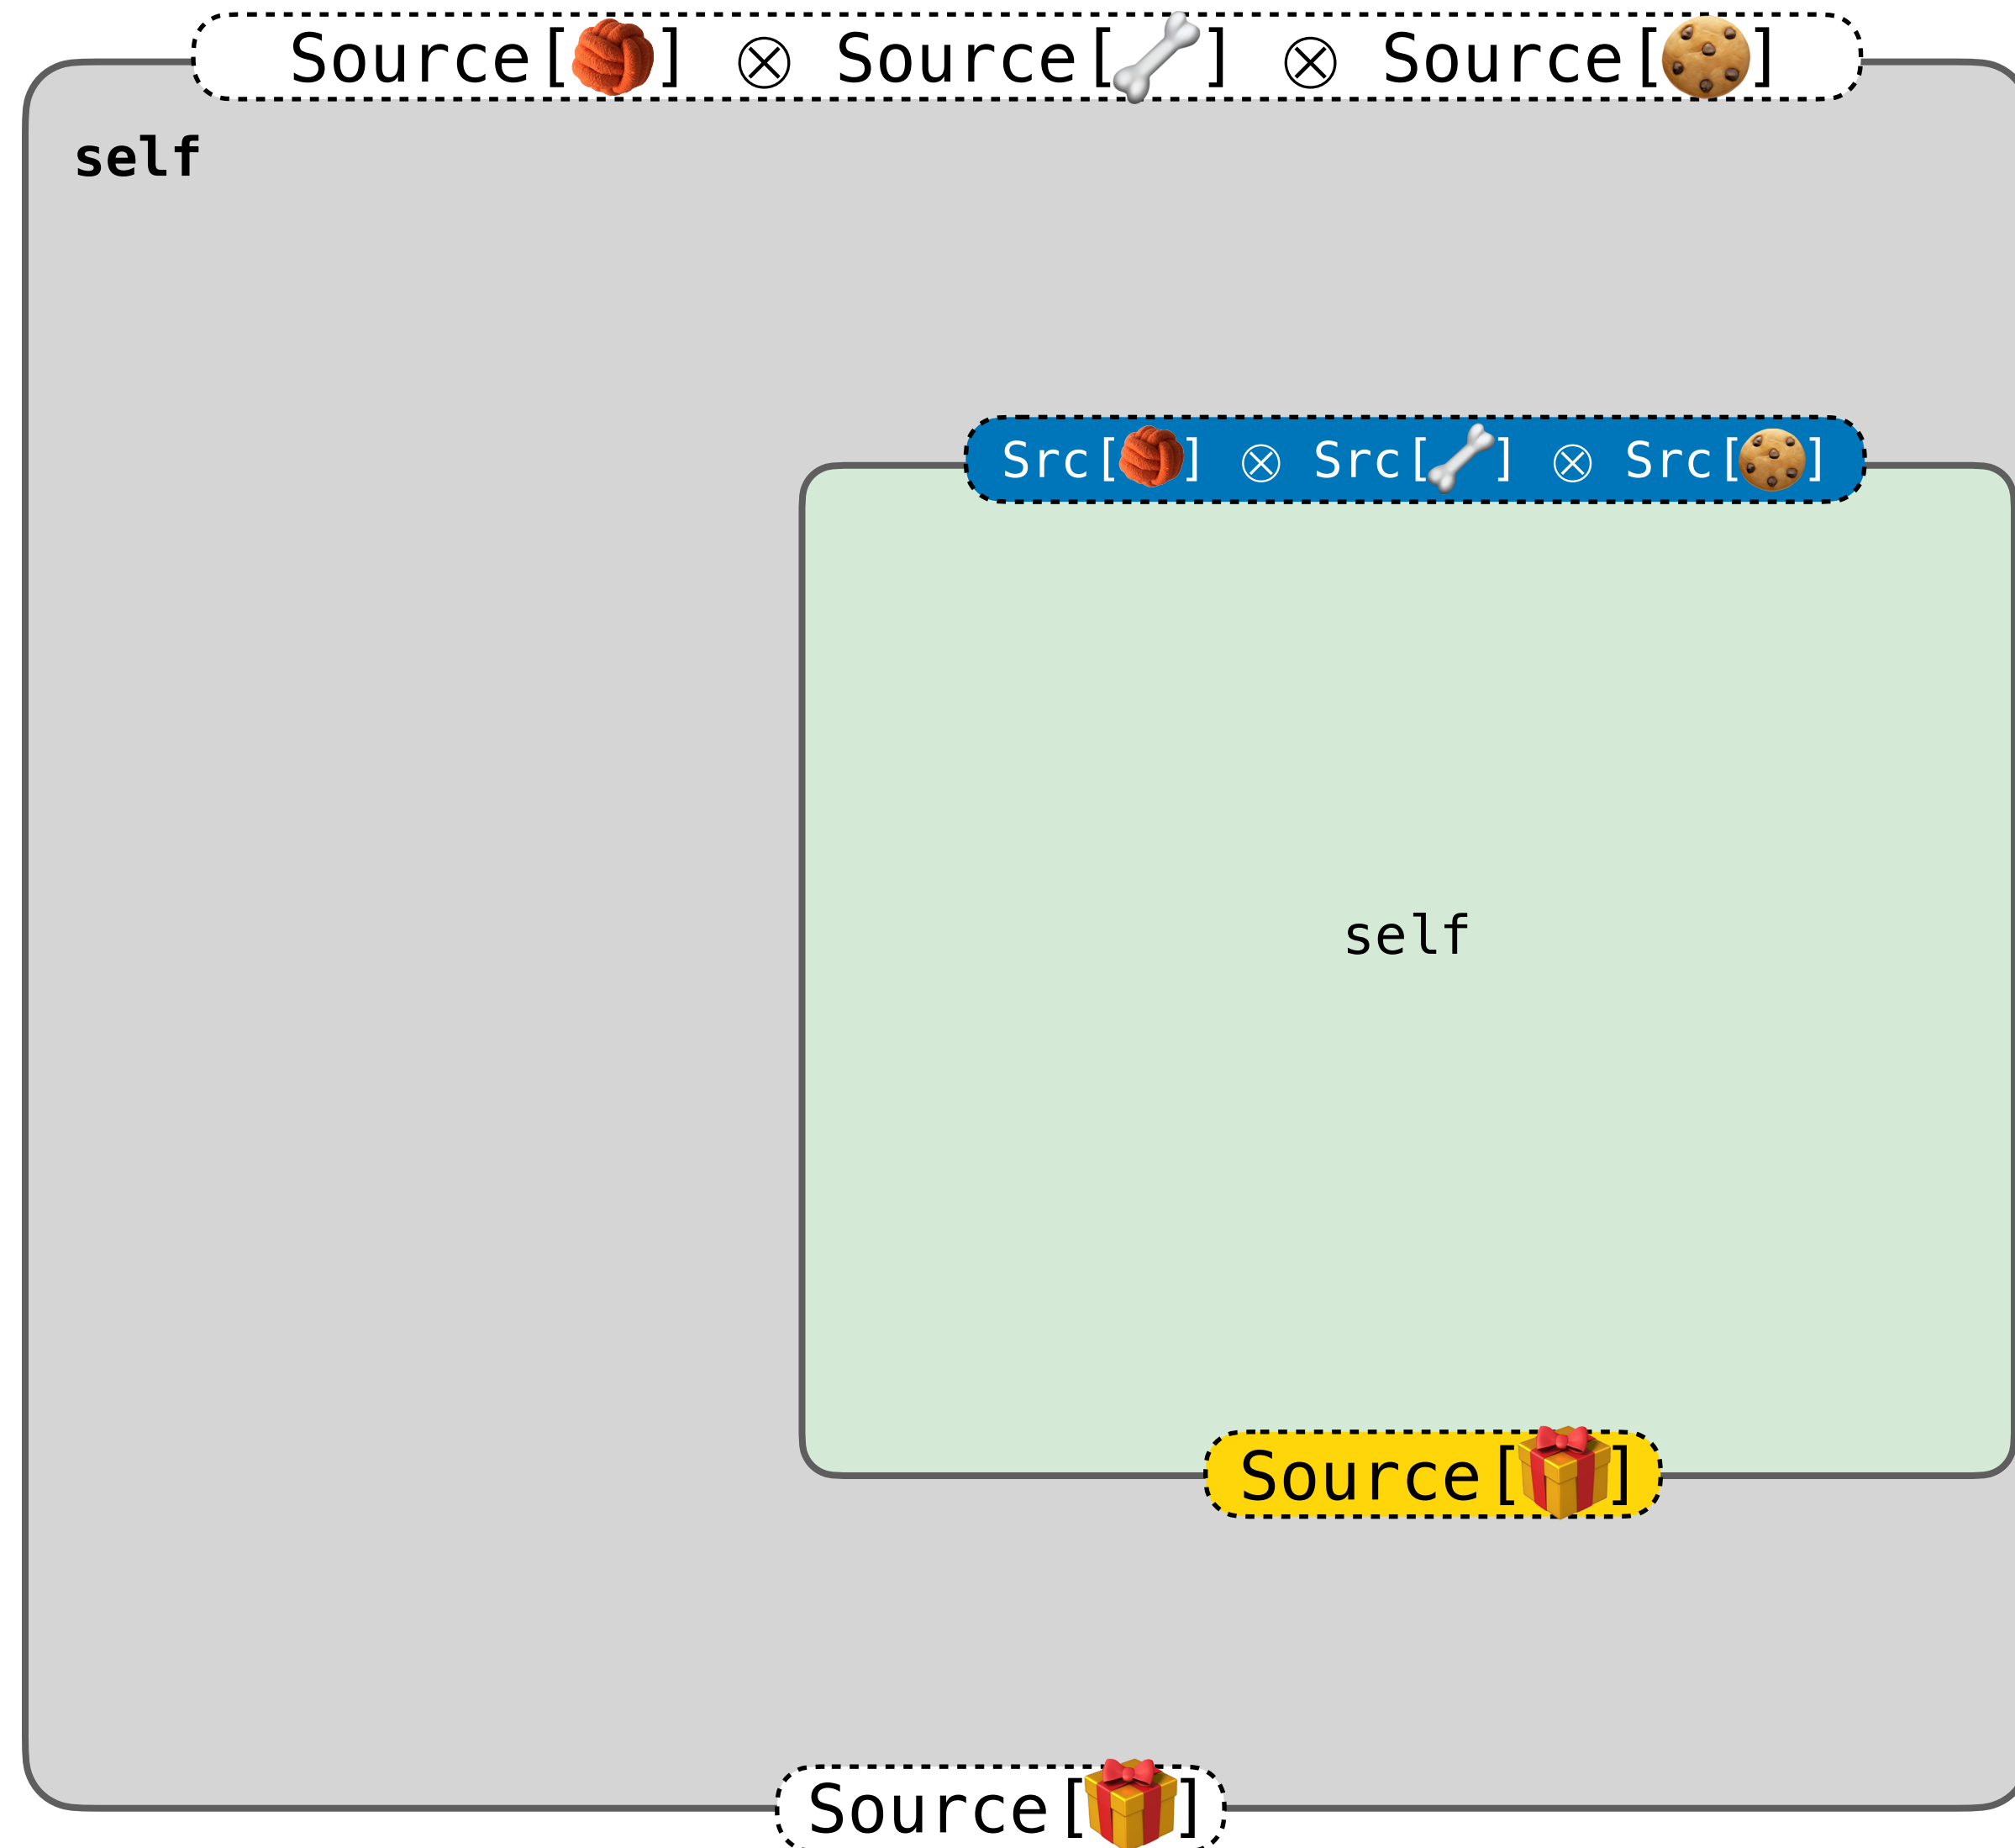 Source[🧶] ⊗ Source[🦴] ⊗ Source[🍪]
self
Src[🧶] ⊗ Src[🦴] ⊗ Src[🍪]
self
Source[🎁]
Source[🎁]